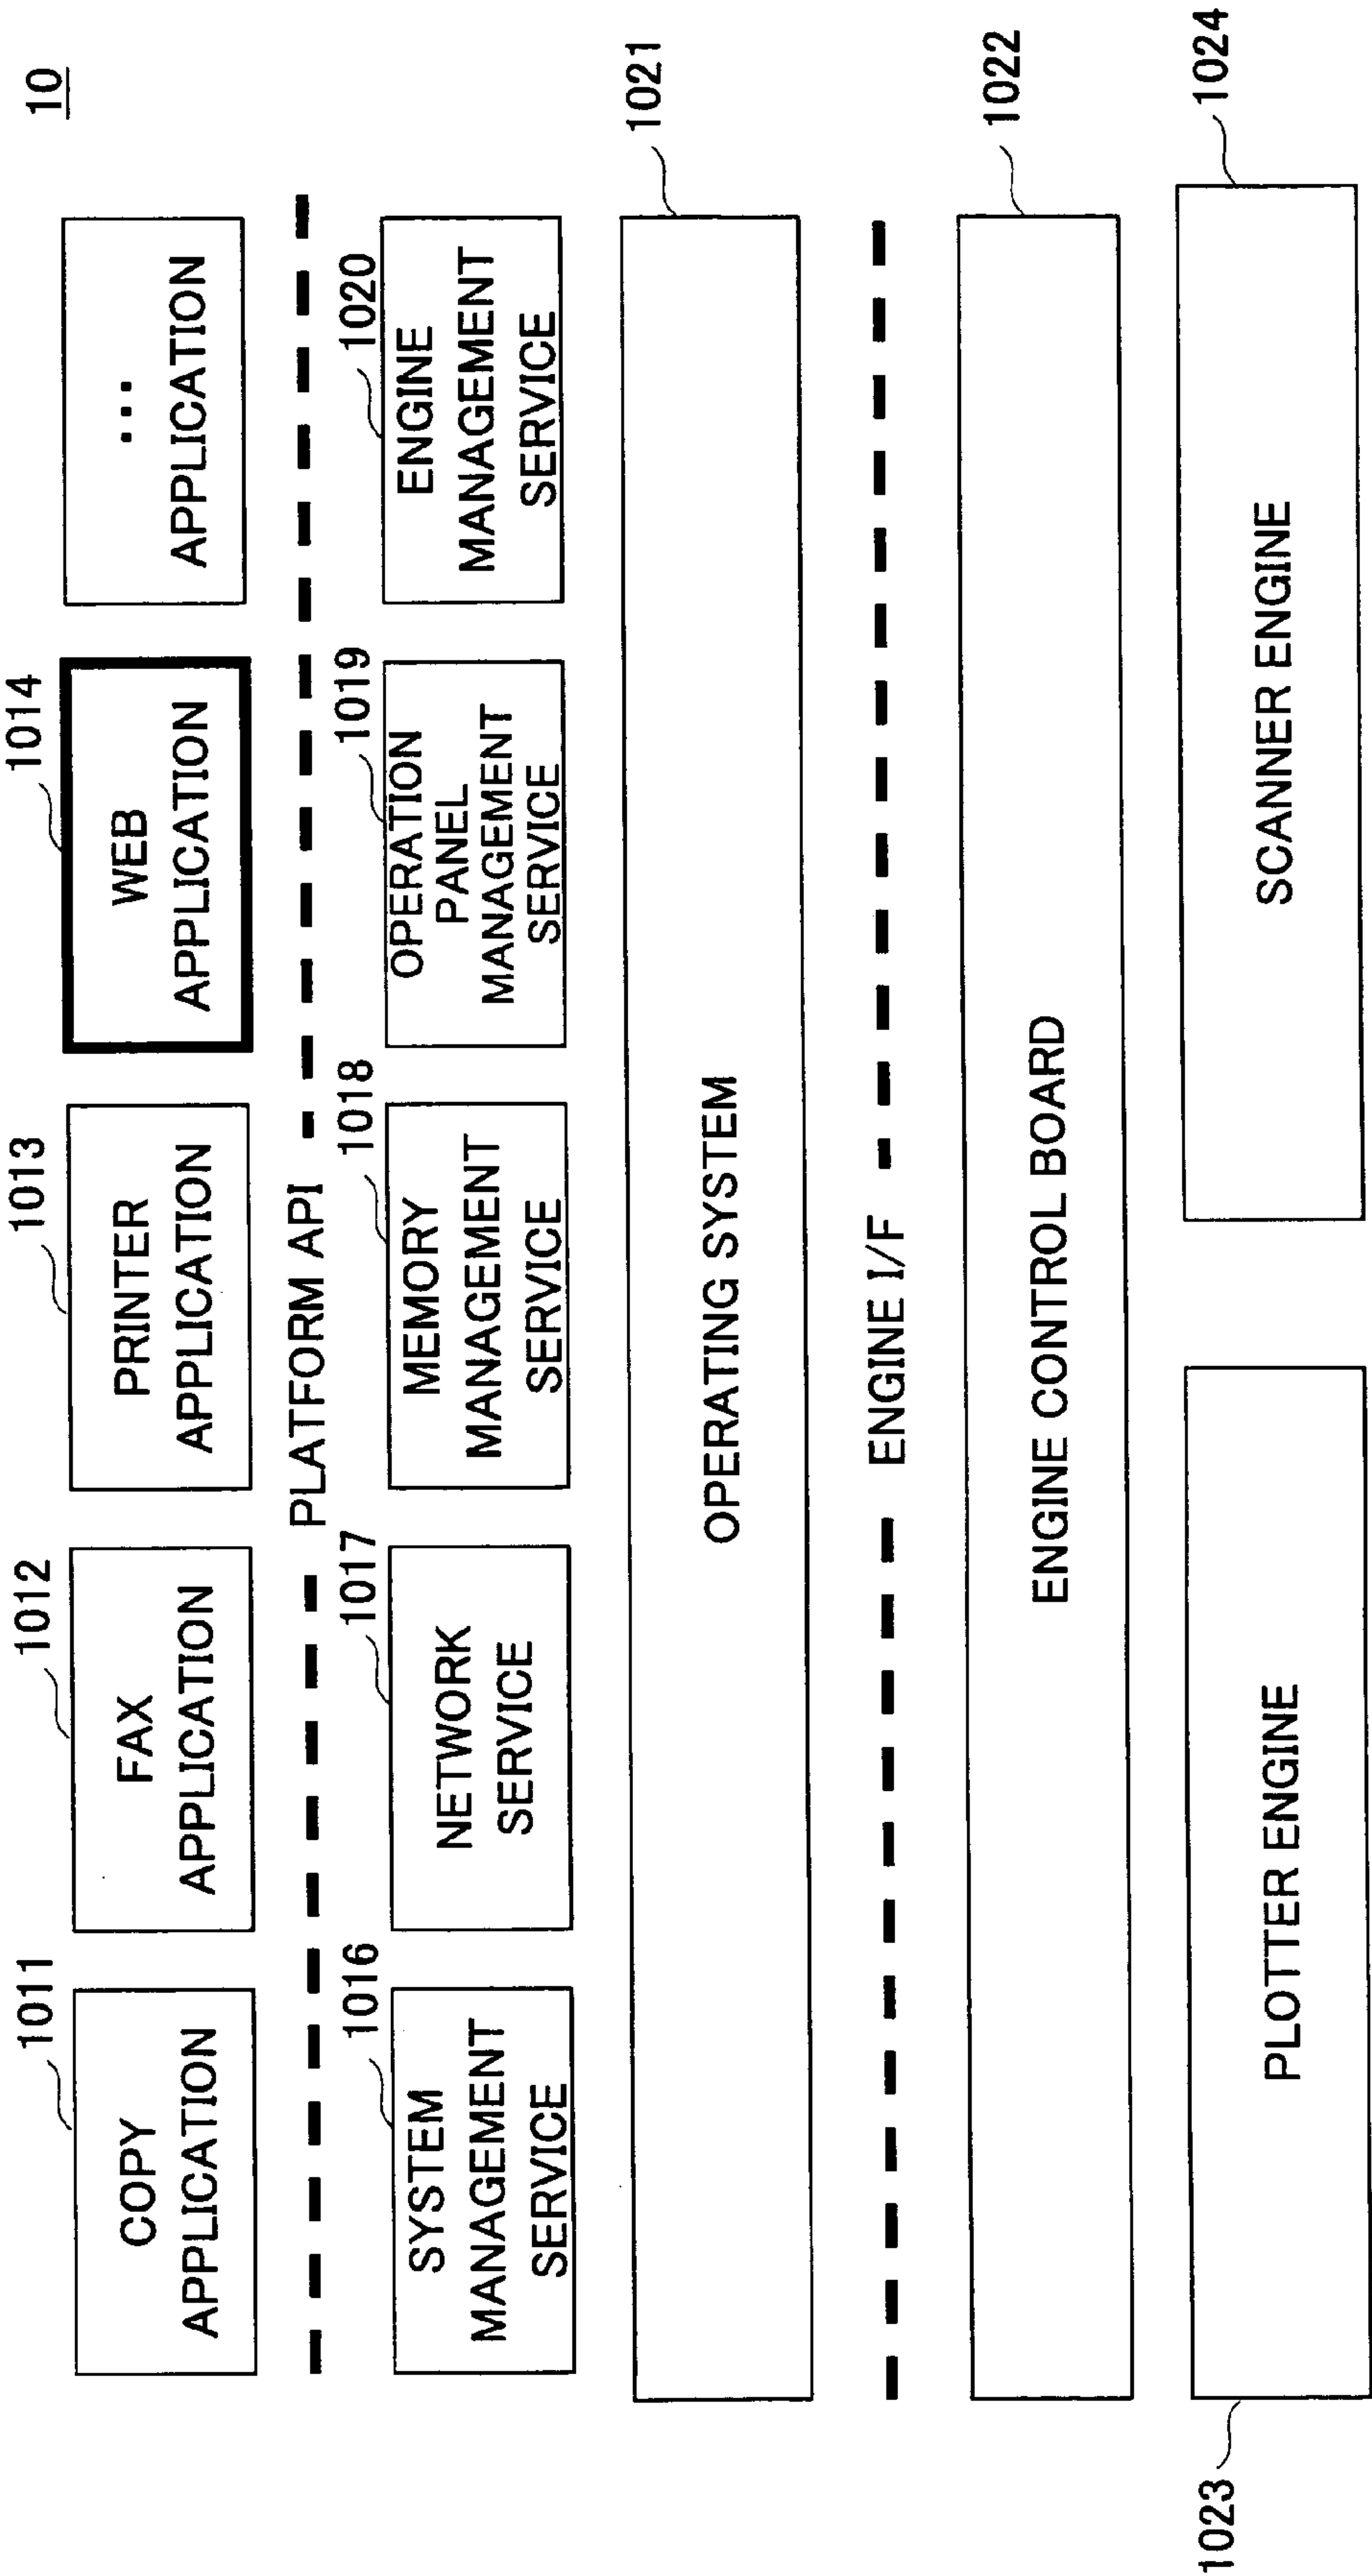 10
1011
COPY
APPLICATION
1012
FAX
APPLICATION
1013
PRINTER
APPLICATION
1014
WEB
APPLICATION
...
APPLICATION
PLATFORM API
1016
SYSTEM
MANAGEMENT
SERVICE
1017
NETWORK
SERVICE
1018
MEMORY
MANAGEMENT
SERVICE
1019
OPERATION
PANEL
MANAGEMENT
SERVICE
1020
ENGINE
MANAGEMENT
SERVICE
1021
OPERATING SYSTEM
ENGINE I/F
1022
ENGINE CONTROL BOARD
1023
PLOTTER ENGINE
1024
SCANNER ENGINE